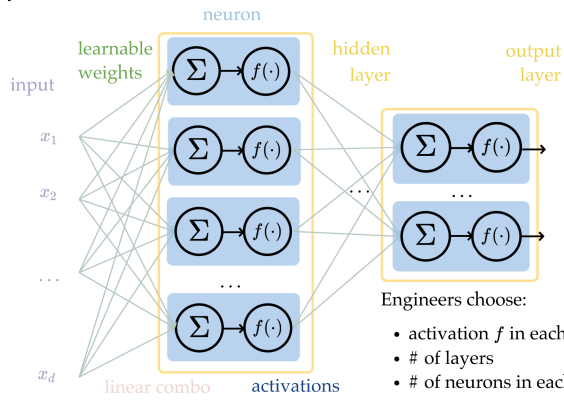 neuron
learnable
weights
hidden
layer
output
layer
input
Σ f(·)
x1
Σ f(·)
Σ f(·)
x2
...
...
Σ f(·)
Σ f(·)
...
...
Σ f(·)
Engineers choose:
• activation f in each
• # of layers
• # of neurons in each
xd
linear combo
activations